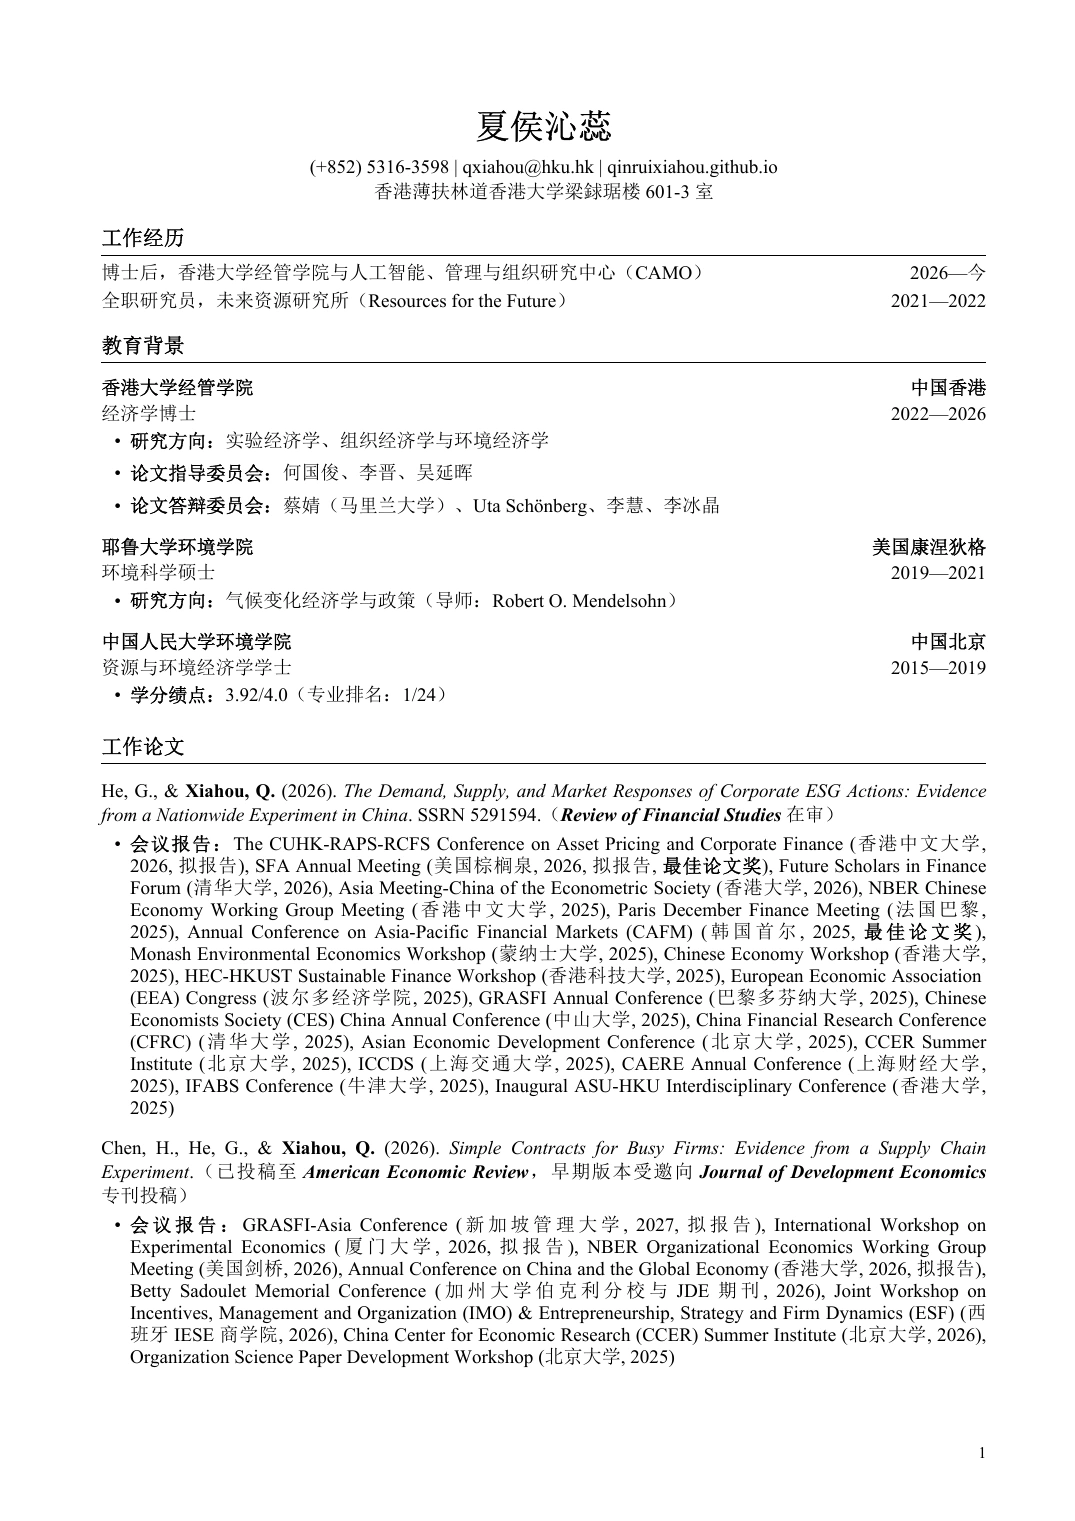 夏侯沁蕊
(+852) 5316-3598 | qxiahou@hku.hk | qinruixiahou.github.io
香港薄扶林道香港大学梁銶琚楼 601-3 室
工作经历
博士后，香港大学经管学院与人工智能、管理与组织研究中心（CAMO） 2026—今
全职研究员，未来资源研究所（Resources for the Future） 2021—2022
教育背景
香港大学经管学院 中国香港
经济学博士 2022—2026
• 研究方向：实验经济学、组织经济学与环境经济学
• 论文指导委员会：何国俊、李晋、吴延晖
• 论文答辩委员会：蔡婧（马里兰大学）、Uta Schönberg、李慧、李冰晶
耶鲁大学环境学院 美国康涅狄格
环境科学硕士 2019—2021
• 研究方向：气候变化经济学与政策（导师：Robert O. Mendelsohn）
中国人民大学环境学院 中国北京
资源与环境经济学学士 2015—2019
• 学分绩点：3.92/4.0（专业排名：1/24）
工作论文
He, G., & Xiahou, Q. (2026). The Demand, Supply, and Market Responses of Corporate ESG Actions: Evidence
from a Nationwide Experiment in China. SSRN 5291594.（Review of Financial Studies 在审）
• 会议报告：The CUHK-RAPS-RCFS Conference on Asset Pricing and Corporate Finance (香港中文大学,
2026, 拟报告), SFA Annual Meeting (美国棕榈泉, 2026, 拟报告, 最佳论文奖), Future Scholars in Finance
Forum (清华大学, 2026), Asia Meeting-China of the Econometric Society (香港大学, 2026), NBER Chinese
Economy Working Group Meeting (香港中文大学, 2025), Paris December Finance Meeting (法国巴黎,
2025), Annual Conference on Asia-Pacific Financial Markets (CAFM) (韩国首尔, 2025, 最佳论文奖),
Monash Environmental Economics Workshop (蒙纳士大学, 2025), Chinese Economy Workshop (香港大学,
2025), HEC-HKUST Sustainable Finance Workshop (香港科技大学, 2025), European Economic Association
(EEA) Congress (波尔多经济学院, 2025), GRASFI Annual Conference (巴黎多芬纳大学, 2025), Chinese
Economists Society (CES) China Annual Conference (中山大学, 2025), China Financial Research Conference
(CFRC) (清华大学, 2025), Asian Economic Development Conference (北京大学, 2025), CCER Summer
Institute (北京大学, 2025), ICCDS (上海交通大学, 2025), CAERE Annual Conference (上海财经大学,
2025), IFABS Conference (牛津大学, 2025), Inaugural ASU-HKU Interdisciplinary Conference (香港大学,
2025)
Chen, H., He, G., & Xiahou, Q. (2026). Simple Contracts for Busy Firms: Evidence from a Supply Chain
Experiment.（已投稿至 American Economic Review，早期版本受邀向 Journal of Development Economics
专刊投稿）
• 会议报告：GRASFI-Asia Conference (新加坡管理大学, 2027, 拟报告), International Workshop on
Experimental Economics (厦门大学, 2026, 拟报告), NBER Organizational Economics Working Group
Meeting (美国剑桥, 2026), Annual Conference on China and the Global Economy (香港大学, 2026, 拟报告),
Betty Sadoulet Memorial Conference (加州大学伯克利分校与 JDE 期刊, 2026), Joint Workshop on
Incentives, Management and Organization (IMO) & Entrepreneurship, Strategy and Firm Dynamics (ESF) (西
班牙 IESE 商学院, 2026), China Center for Economic Research (CCER) Summer Institute (北京大学, 2026),
Organization Science Paper Development Workshop (北京大学, 2025)
1